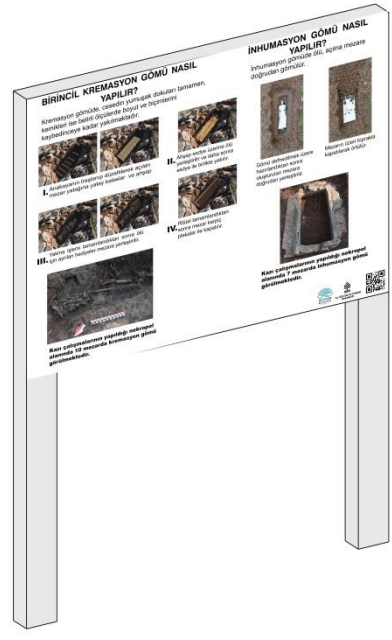 BİRİNCİL KREMASYON GÖMÜ NASIL
YAPILIR?
Kremasyon gömüde, cesedin yumuşak dokuları tamamen,
kemikleri ise belirli ölçülerde boyut ve biçimlerini
kaybedinceye kadar yakılmaktadır.
I. Anakayanın traşlanıp düzeltilerek açılan
mezar yatağına yatay kalaslar ve ahşap
II. Ahşap sedye üzerine ölü
yerleştirilir ve daha sonra
sedye ile birlikte yakılır.
III. Yakma işlemi tamamlandıktan sonra ölü
için ayrılan hediyeler mezara yerleştirilir.
IV. Ritüel tamamlandıktan
sonra mezar kerpiç
plakalar ile kapatılır.
Kazı çalışmalarının yapıldığı nekropol
alanında 10 mezarda kremasyon gömü
görülmektedir.
İNHUMASYON GÖMÜ NASIL
YAPILIR?
İnhumasyon gömüde ölü, açılan mezara
doğrudan gömülür.
Gömü defnedilmek üzere
hazırlandıktan sonra
oluşturulan mezara
doğrudan yerleştirilir.
Mezarın üzeri toprakla
kapatılarak örtülür.
Kazı çalışmalarının yapıldığı nekropol
alanında 7 mezarda inhumasyon gömü
görülmektedir.